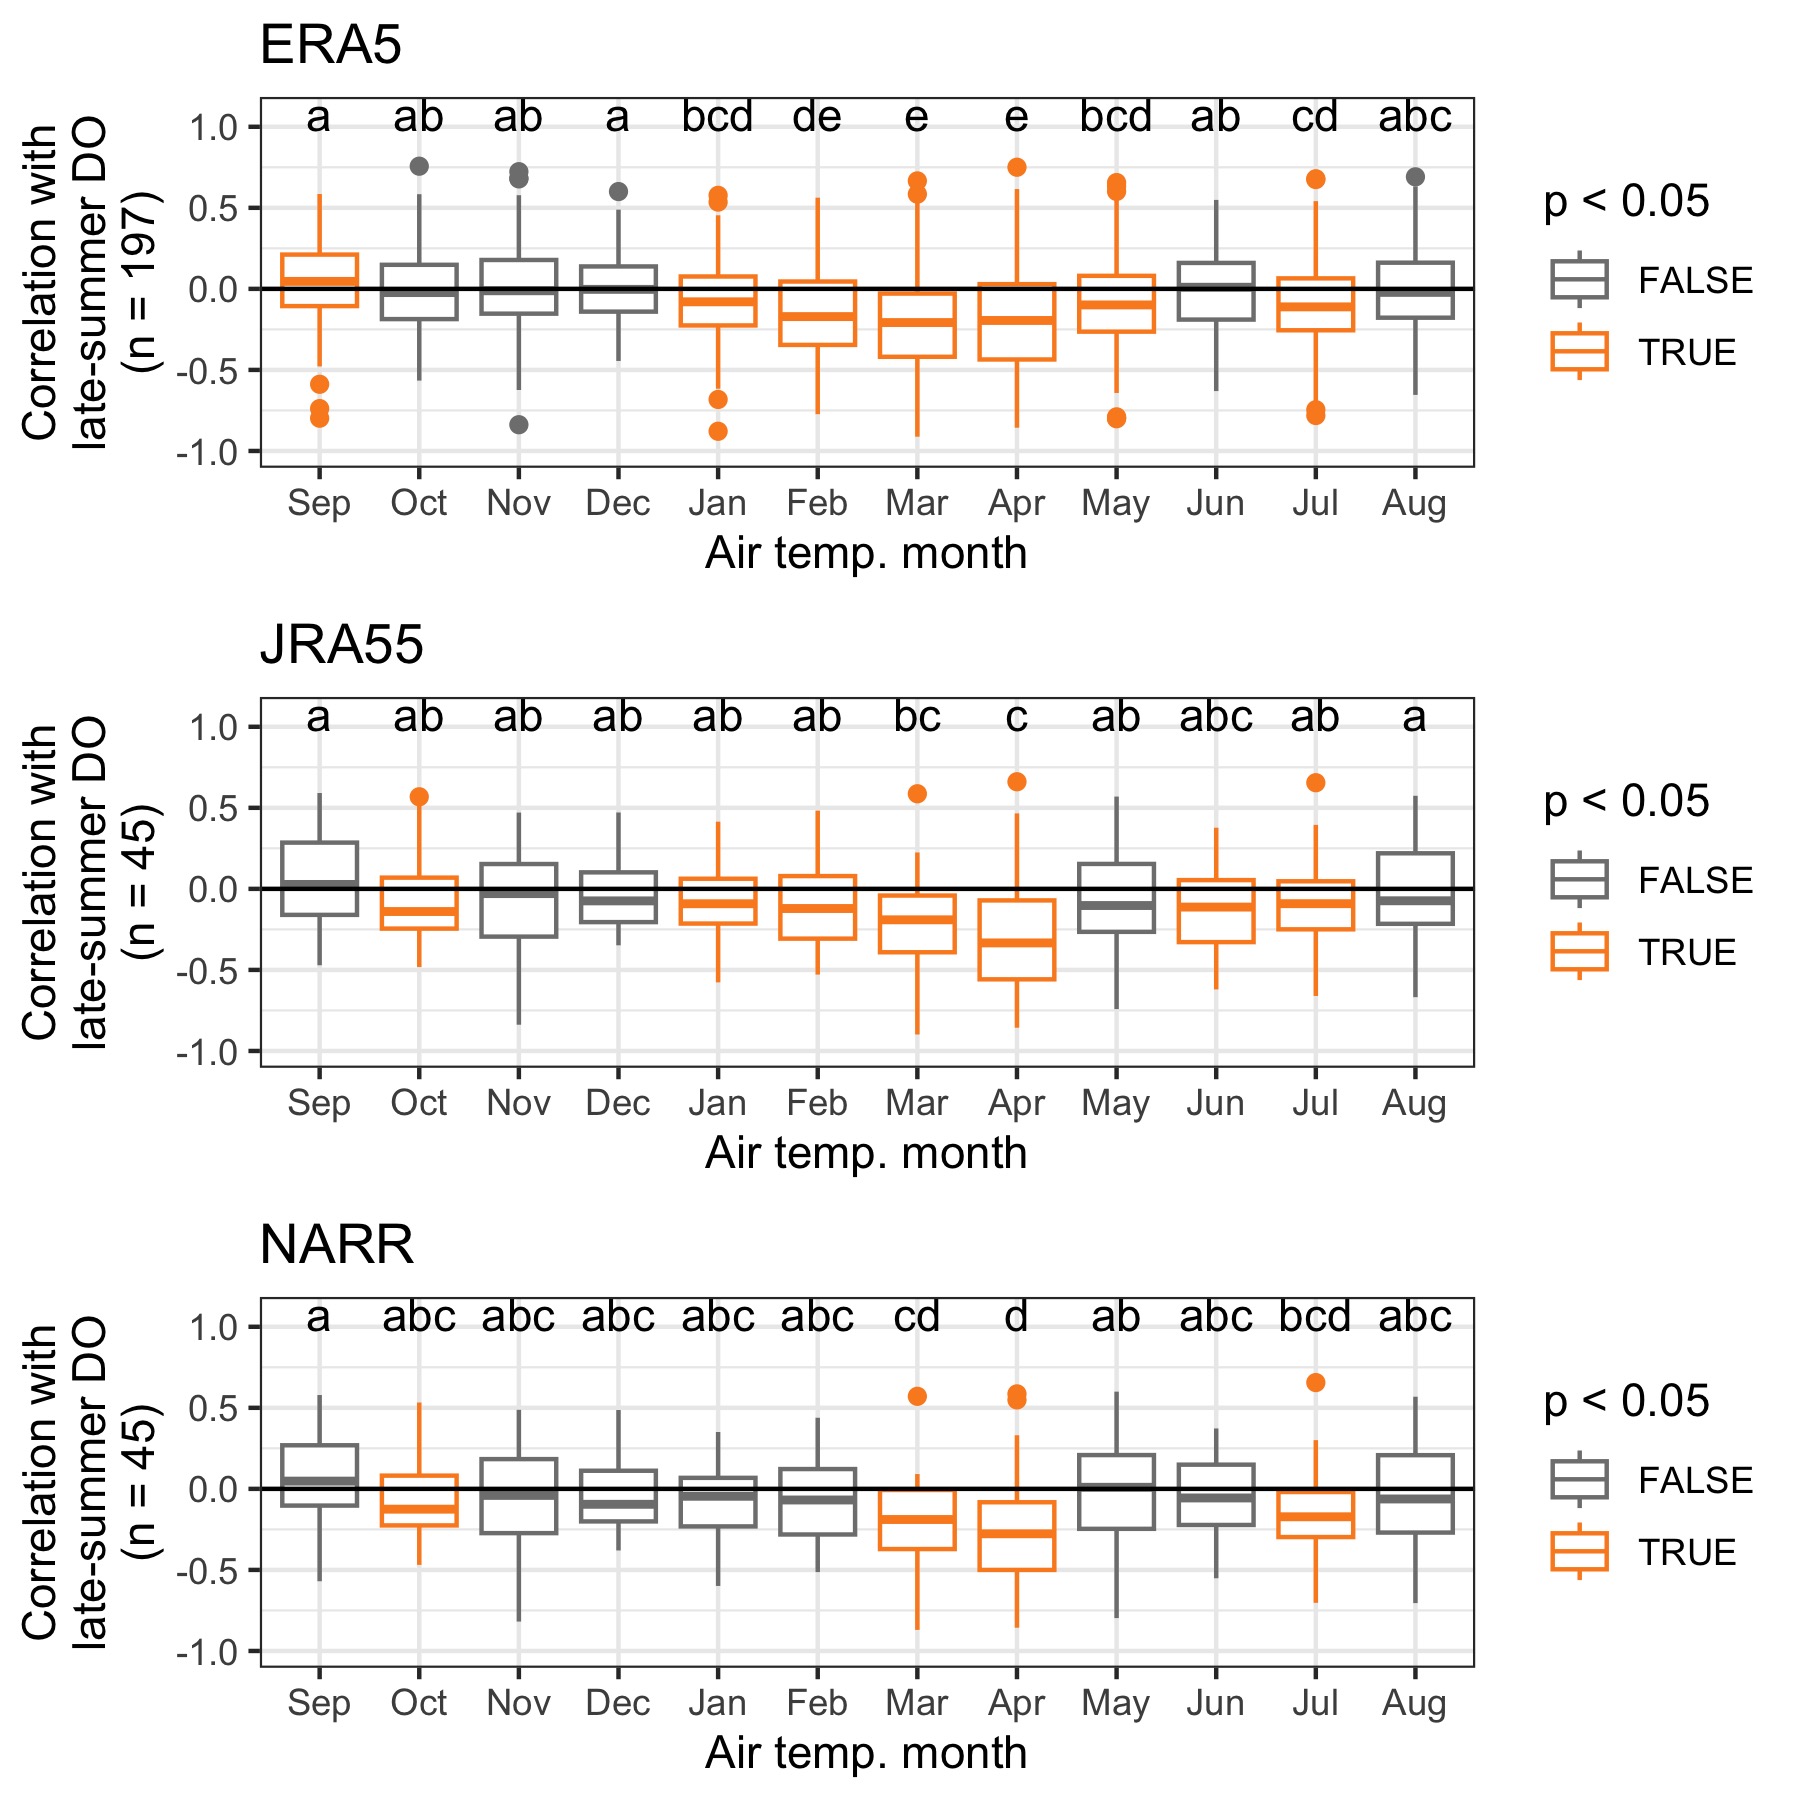 ERA5
Correlation with
late-summer DO
(n = 197)
a ab ab a bcd de e e bcd ab cd abc
1.0
0.5
0.0
-0.5
-1.0
Sep Oct Nov Dec Jan Feb Mar Apr May Jun Jul Aug
Air temp. month
p < 0.05
FALSE
TRUE
JRA55
Correlation with
late-summer DO
(n = 45)
a ab ab ab ab ab bc c ab abc ab a
1.0
0.5
0.0
-0.5
-1.0
Sep Oct Nov Dec Jan Feb Mar Apr May Jun Jul Aug
Air temp. month
p < 0.05
FALSE
TRUE
NARR
Correlation with
late-summer DO
(n = 45)
a abc abc abc abc abc cd d ab abc bcd abc
1.0
0.5
0.0
-0.5
-1.0
Sep Oct Nov Dec Jan Feb Mar Apr May Jun Jul Aug
Air temp. month
p < 0.05
FALSE
TRUE